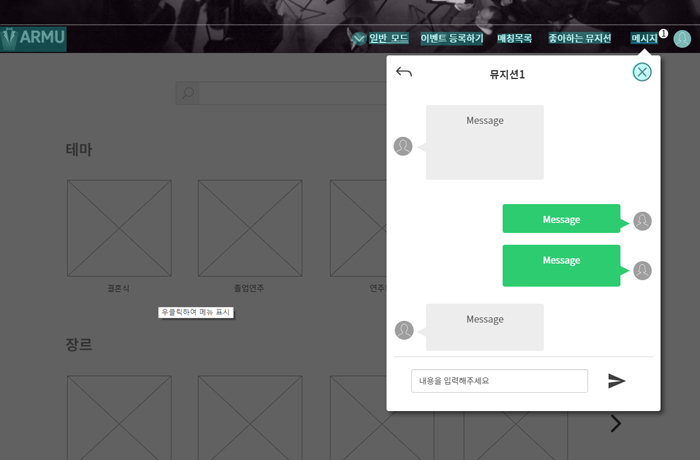 ARMU
일반 모드
이벤트 등록하기
매칭목록
좋아하는 뮤지션
메시지
1
뮤지션1
Message
Message
Message
Message
내용을 입력해주세요
테마
결혼식
졸업연주
연주
우클릭하여 메뉴 표시
장르